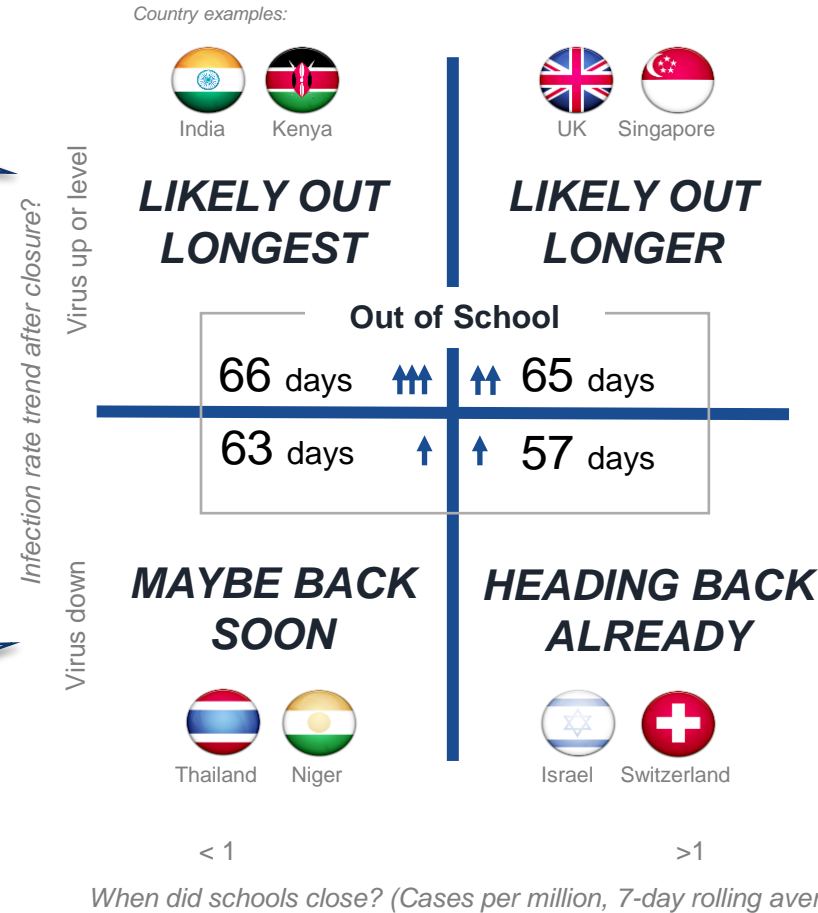 Country examples:
India Kenya
UK Singapore
LIKELY OUT
LONGEST
LIKELY OUT
LONGER
Infection rate trend after closure?
Virus up or level
Virus down
Out of School
66 days
65 days
63 days
57 days
MAYBE BACK
SOON
HEADING BACK
ALREADY
Thailand Niger
Israel Switzerland
< 1
>1
When did schools close? (Cases per million, 7-day rolling